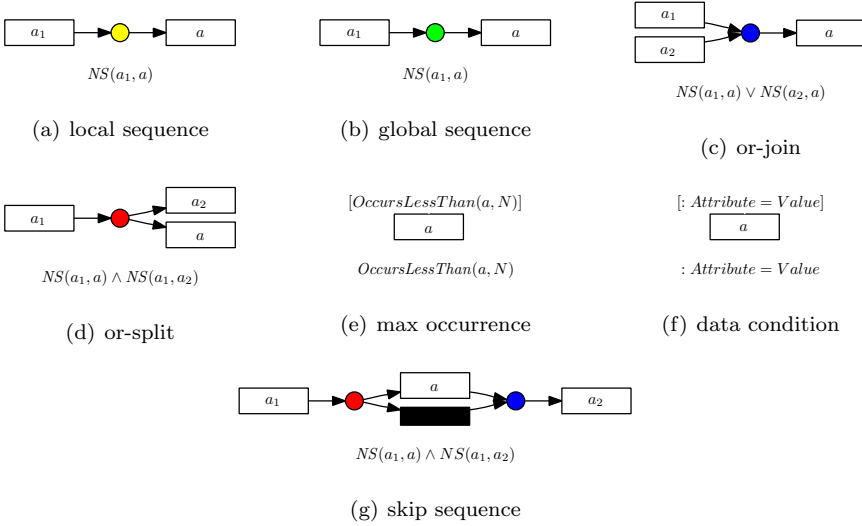 a₁ a
NS(a₁, a)
(a) local sequence
a₁ a
NS(a₁, a)
(b) global sequence
a₁
a₂
a
NS(a₁, a) ∨ NS(a₂, a)
(c) or-join
a₁
a₂
a
NS(a₁, a) ∧ NS(a₁, a₂)
(d) or-split
[OccursLessThan(a, N)]
a
OccursLessThan(a, N)
(e) max occurrence
[: Attribute = Value]
a
: Attribute = Value
(f) data condition
a₁ a a₂
NS(a₁, a) ∧ NS(a₁, a₂)
(g) skip sequence